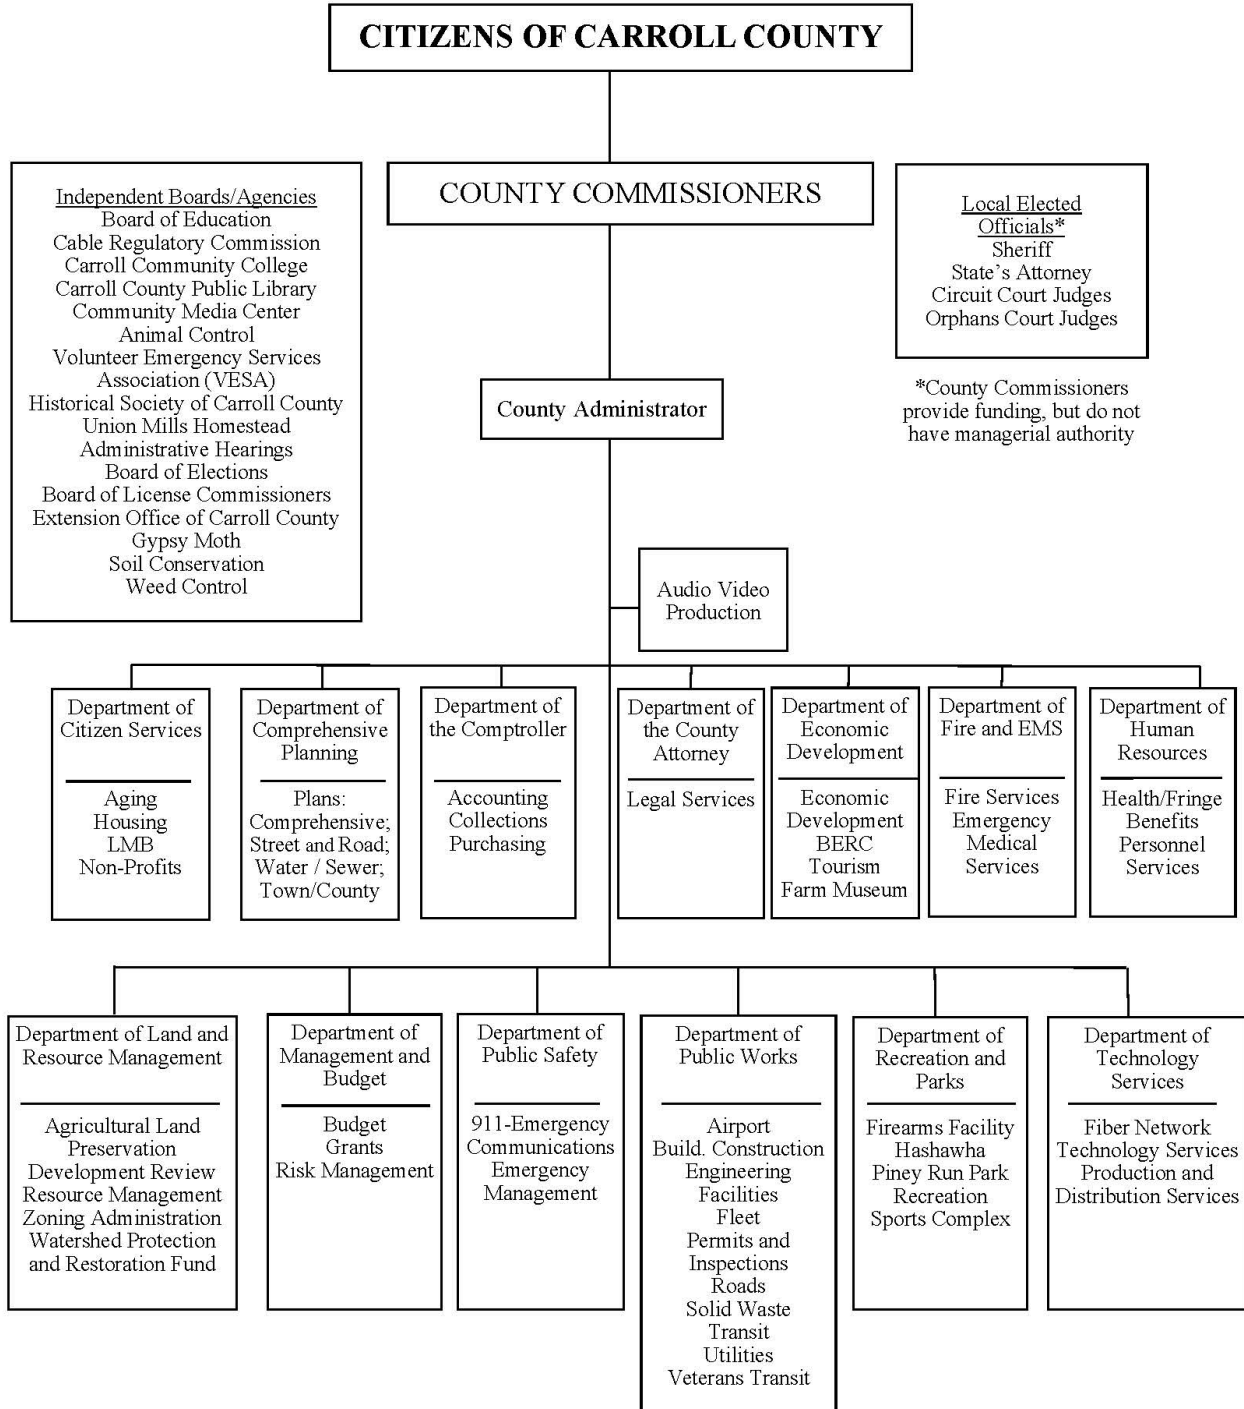 CITIZENS OF CARROLL COUNTY
COUNTY COMMISSIONERS
Independent Boards/Agencies
Board of Education
Cable Regulatory Commission
Carroll Community College
Carroll County Public Library
Community Media Center
Animal Control
Volunteer Emergency Services
Association (VESA)
Historical Society of Carroll County
Union Mills Homestead
Administrative Hearings
Board of Elections
Board of License Commissioners
Extension Office of Carroll County
Gypsy Moth
Soil Conservation
Weed Control
Local Elected
Officials*
Sheriff
State's Attorney
Circuit Court Judges
Orphans Court Judges
*County Commissioners
provide funding, but do not
have managerial authority
County Administrator
Audio Video
Production
Department of
Citizen Services
Aging
Housing
LMB
Non-Profits
Department of
Comprehensive
Planning
Plans:
Comprehensive;
Street and Road;
Water / Sewer;
Town/County
Department of
the Comptroller
Accounting
Collections
Purchasing
Department of
the County
Attorney
Legal Services
Department of
Economic
Development
Economic
Development
BERC
Tourism
Farm Museum
Department of
Fire and EMS
Fire Services
Emergency
Medical
Services
Department of
Human
Resources
Health/Fringe
Benefits
Personnel
Services
Department of Land and
Resource Management
Agricultural Land
Preservation
Development Review
Resource Management
Zoning Administration
Watershed Protection
and Restoration Fund
Department of
Management and
Budget
Budget
Grants
Risk Management
Department of
Public Safety
911-Emergency
Communications
Emergency
Management
Department of
Public Works
Airport
Build. Construction
Engineering
Facilities
Fleet
Permits and
Inspections
Roads
Solid Waste
Transit
Utilities
Veterans Transit
Department of
Recreation and
Parks
Firearms Facility
Hashawha
Piney Run Park
Recreation
Sports Complex
Department of
Technology
Services
Fiber Network
Technology Services
Production and
Distribution Services